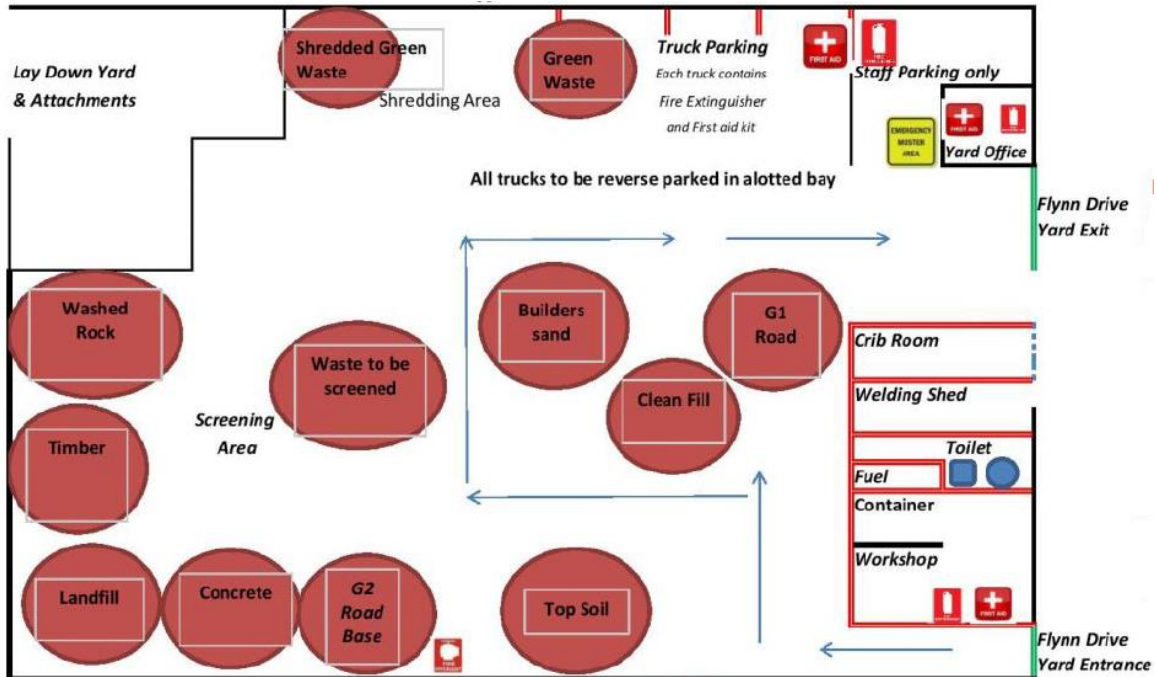 Shredded Green
Waste
Shredding Area
Green
Waste
Truck Parking
Each truck contains
Fire Extinguisher
and First aid kit
FIRST AID
FIRE
Staff Parking only
Lay Down Yard
& Attachments
EMERGENCY
MUSTER
AREA
FIRST AID
Yard Office
All trucks to be reverse parked in alotted bay
Flynn Drive
Yard Exit
Washed
Rock
Waste to be
screened
Builders
sand
G1
Road
Clean Fill
Crib Room
Welding Shed
Toilet
Fuel
Container
Workshop
FIRST AID
Screening
Area
Timber
Landfill
Concrete
G2
Road
Base
Top Soil
Flynn Drive
Yard Entrance